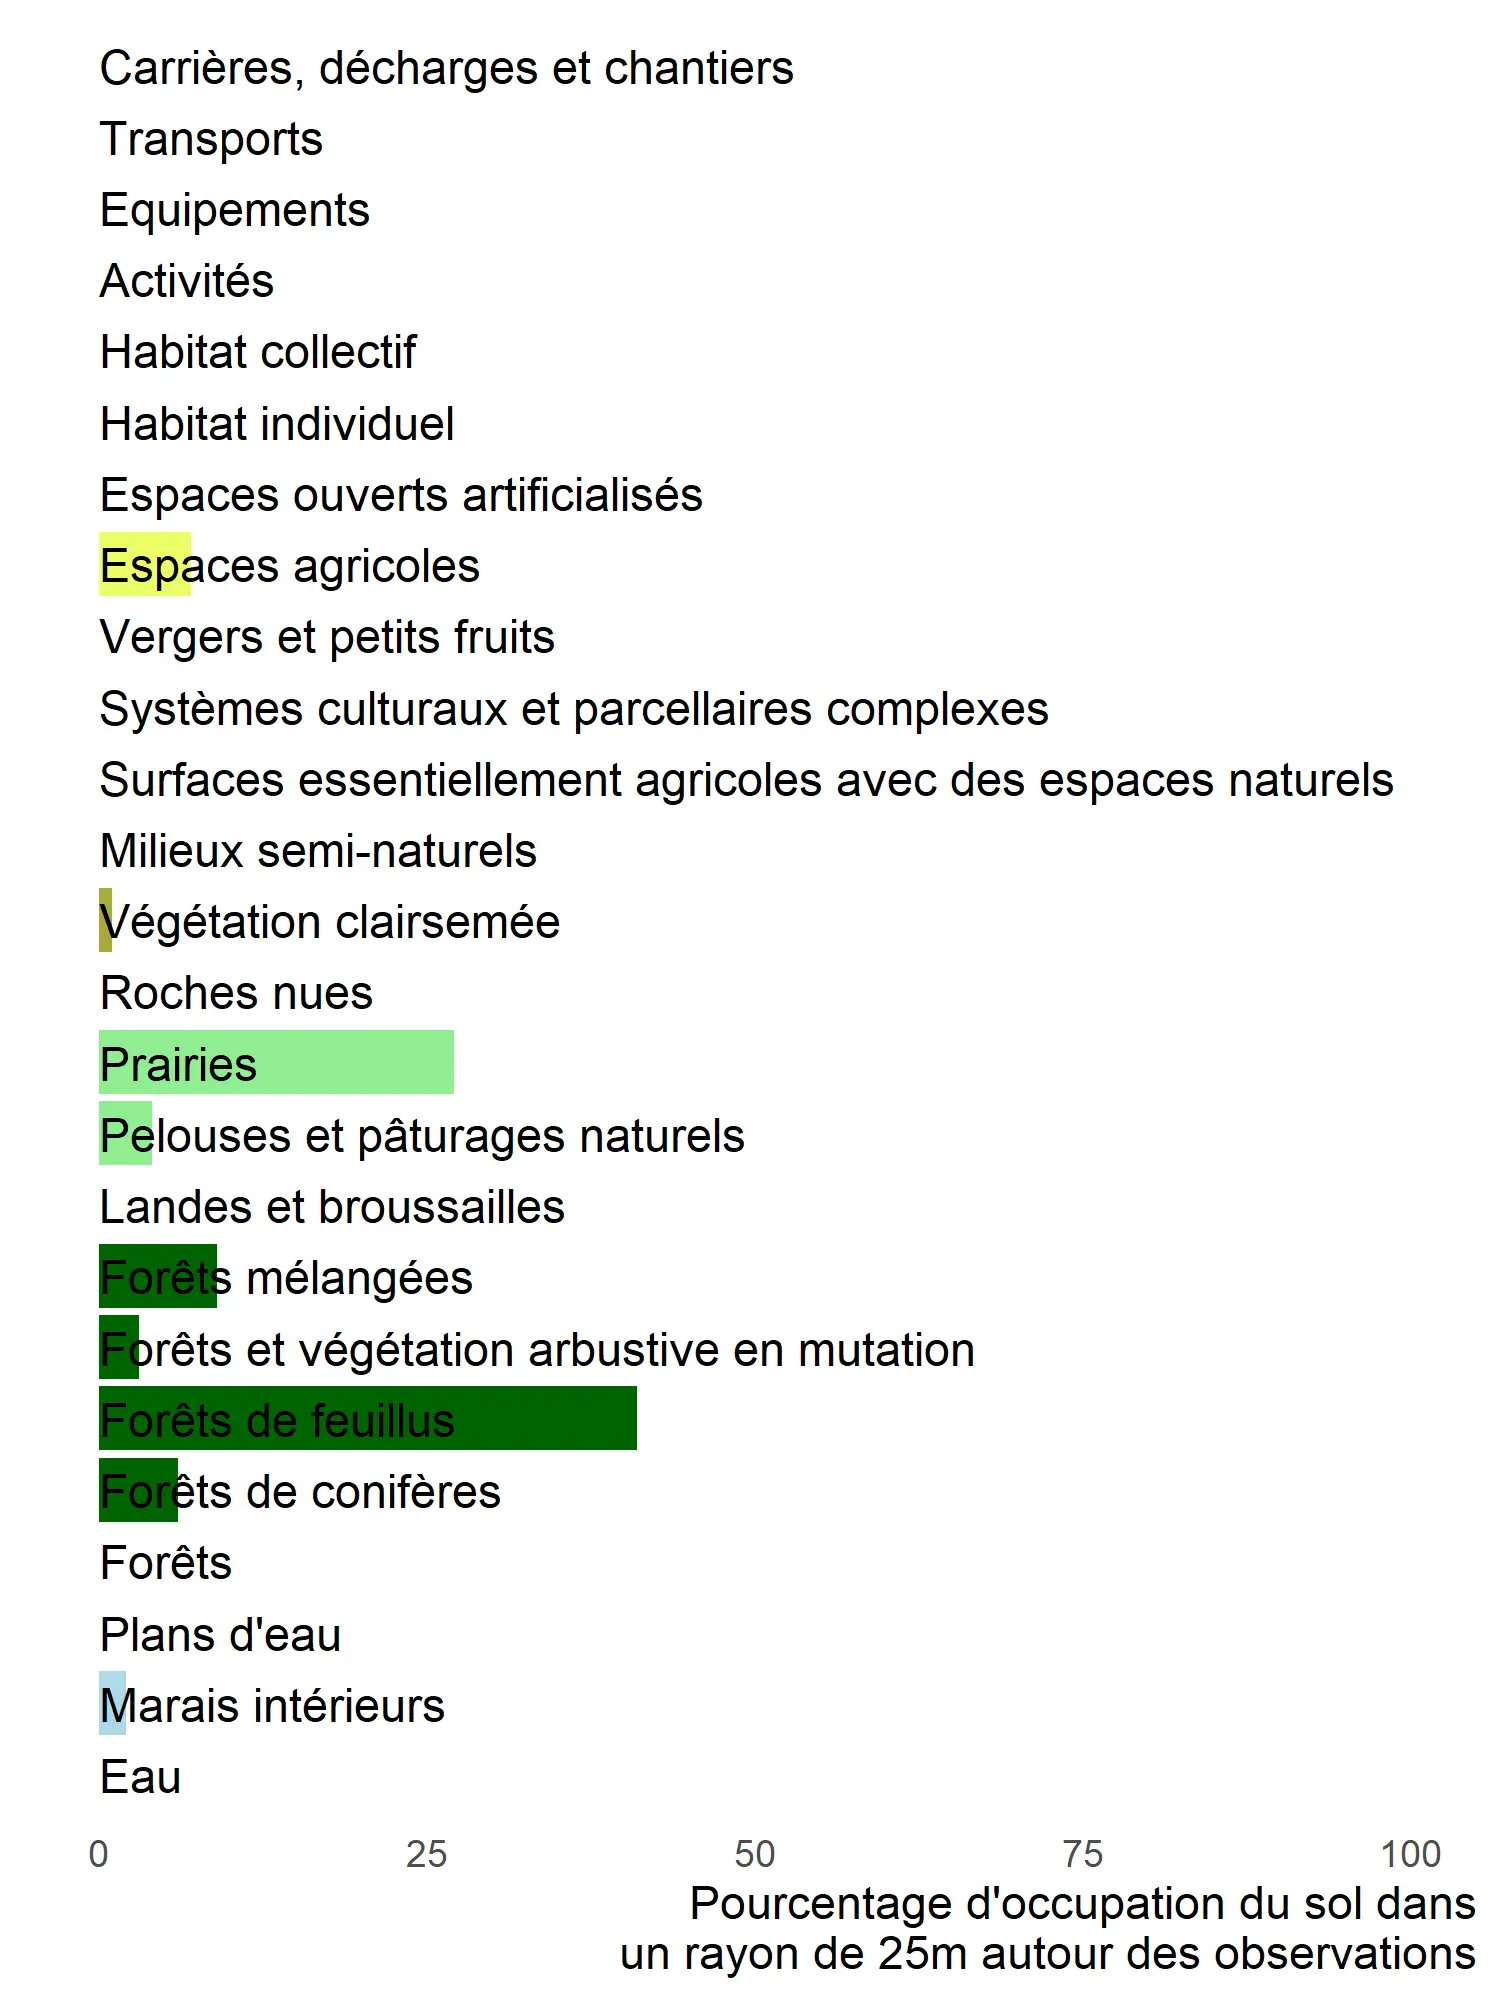 Carrières, décharges et chantiers
Transports
Equipements
Activités
Habitat collectif
Habitat individuel
Espaces ouverts artificialisés
Espaces agricoles
Vergers et petits fruits
Systèmes culturaux et parcellaires complexes
Surfaces essentiellement agricoles avec des espaces naturels
Milieux semi-naturels
Végétation clairsemée
Roches nues
Prairies
Pelouses et pâturages naturels
Landes et broussailles
Forêts mélangées
Forêts et végétation arbustive en mutation
Forêts de feuillus
Forêts de conifères
Forêts
Plans d'eau
Marais intérieurs
Eau
0 25 50 75 100
Pourcentage d'occupation du sol dans
un rayon de 25m autour des observations